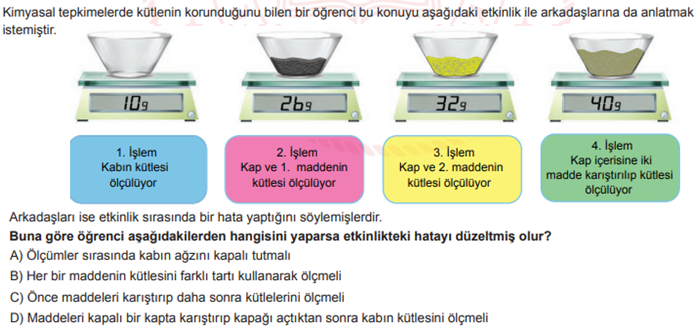 Kimyasal tepkimelerde kütlenin korunduğunu bilen bir öğrenci bu konuyu aşağıdaki etkinlik ile arkadaşlarına da anlatmak
istemiştir.
10g
26g
32g
40g
1. İşlem
Kabın kütlesi
ölçülüyor
2. İşlem
Kap ve 1. maddenin
kütlesi ölçülüyor
3. İşlem
Kap ve 2. maddenin
kütlesi ölçülüyor
4. İşlem
Kap içerisine iki
madde karıştırılıp kütlesi
ölçülüyor
Arkadaşları ise etkinlik sırasında bir hata yaptığını söylemişlerdir.
Buna göre öğrenci aşağıdakilerden hangisini yaparsa etkinlikteki hatayı düzeltmiş olur?
A) Ölçümler sırasında kabın ağzını kapalı tutmalı
B) Her bir maddenin kütlesini farklı tartı kullanarak ölçmeli
C) Önce maddeleri karıştırıp daha sonra kütlelerini ölçmeli
D) Maddeleri kapalı bir kapta karıştırıp kapağı açtıktan sonra kabın kütlesini ölçmeli